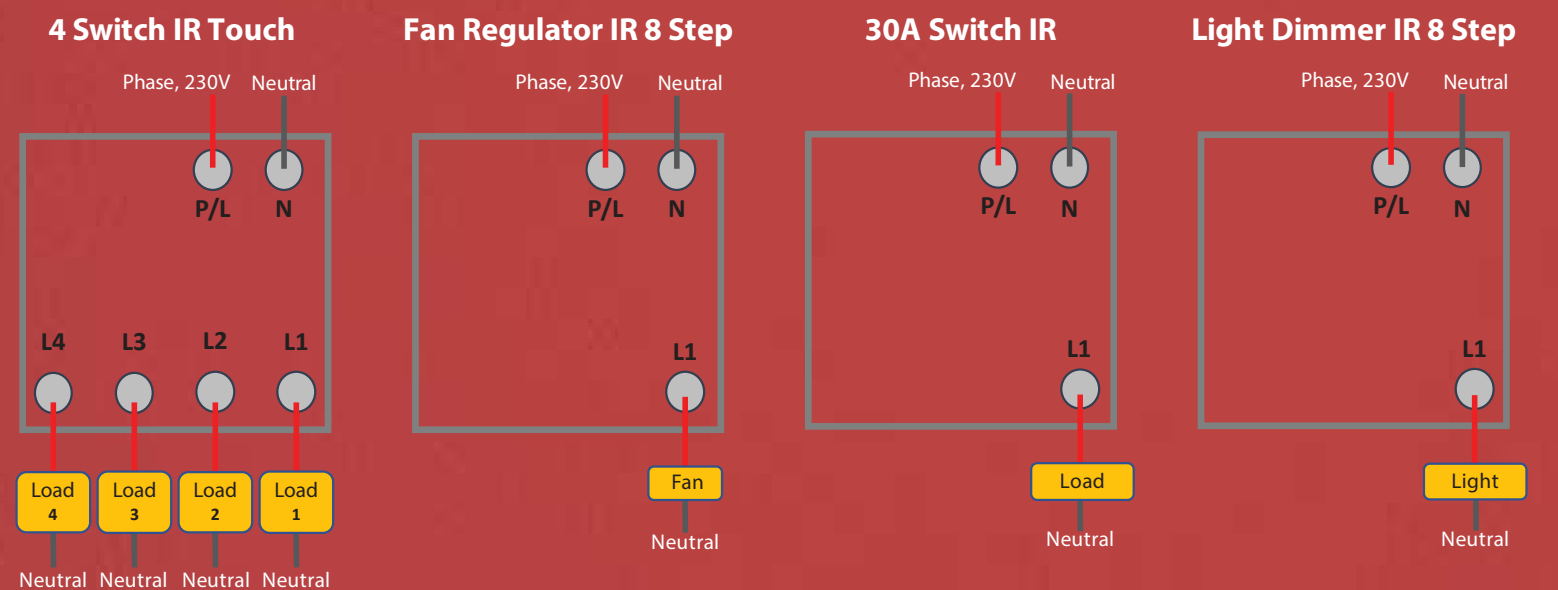 4 Switch IR Touch
Phase, 230V Neutral
P/L N
L4 L3 L2 L1
Load 4
Load 3
Load 2
Load 1
Neutral Neutral Neutral Neutral
Fan Regulator IR 8 Step
Phase, 230V Neutral
P/L N
L1
Fan
Neutral
30A Switch IR
Phase, 230V Neutral
P/L N
L1
Load
Neutral
Light Dimmer IR 8 Step
Phase, 230V Neutral
P/L N
L1
Light
Neutral